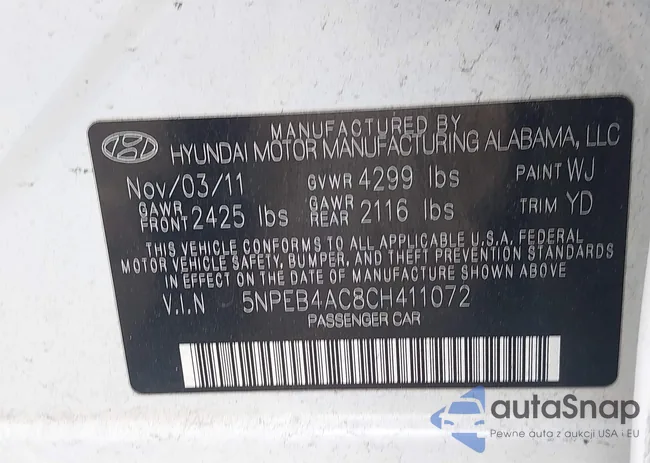 MANUFACTURED BY
HYUNDAI MOTOR MANUFACTURING ALABAMA, LLC
Nov/03/11 GVWR 4299 lbs PAINT WJ
GAWR FRONT 2425 lbs GAWR REAR 2116 lbs TRIM YD
THIS VEHICLE CONFORMS TO ALL APPLICABLE U.S.A. FEDERAL
MOTOR VEHICLE SAFETY, BUMPER, AND THEFT PREVENTION STANDARDS
IN EFFECT ON THE DATE OF MANUFACTURE SHOWN ABOVE
V.I.N 5NPEB4AC8CH411072
PASSENGER CAR
autoSnap
Pewne auta z aukcji USA i EU